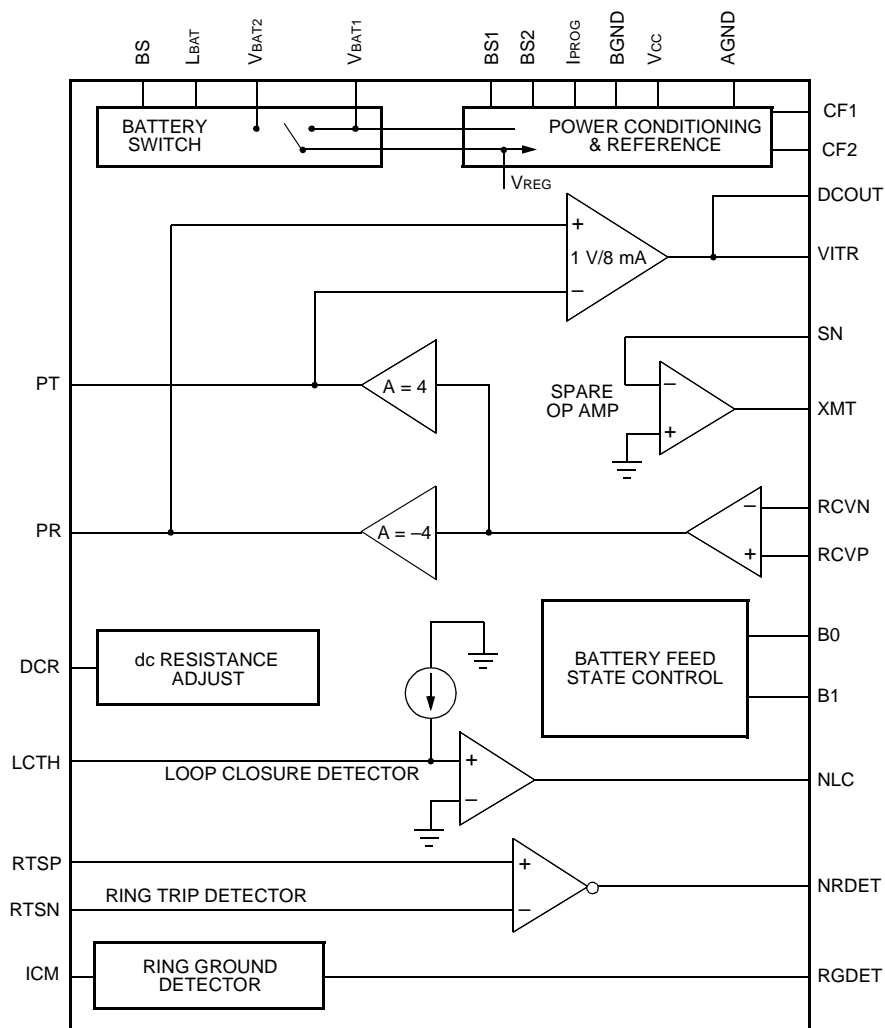 BS
LBAT
VBAT2
VBAT1
BS1
BS2
IPROG
BGND
VCC
AGND
BATTERY
SWITCH
POWER CONDITIONING
& REFERENCE
CF1
CF2
VREG
DCOUT
+
1 V/8 mA
–
VITR
SN
PT
A = 4
SPARE
OP AMP
–
+
XMT
PR
A = –4
–
+
RCVN
RCVP
DCR
dc RESISTANCE
ADJUST
BATTERY FEED
STATE CONTROL
B0
B1
LCTH
LOOP CLOSURE DETECTOR
+
–
NLC
RTSP
RTSN
RING TRIP DETECTOR
+
–
NRDET
ICM
RING GROUND
DETECTOR
RGDET